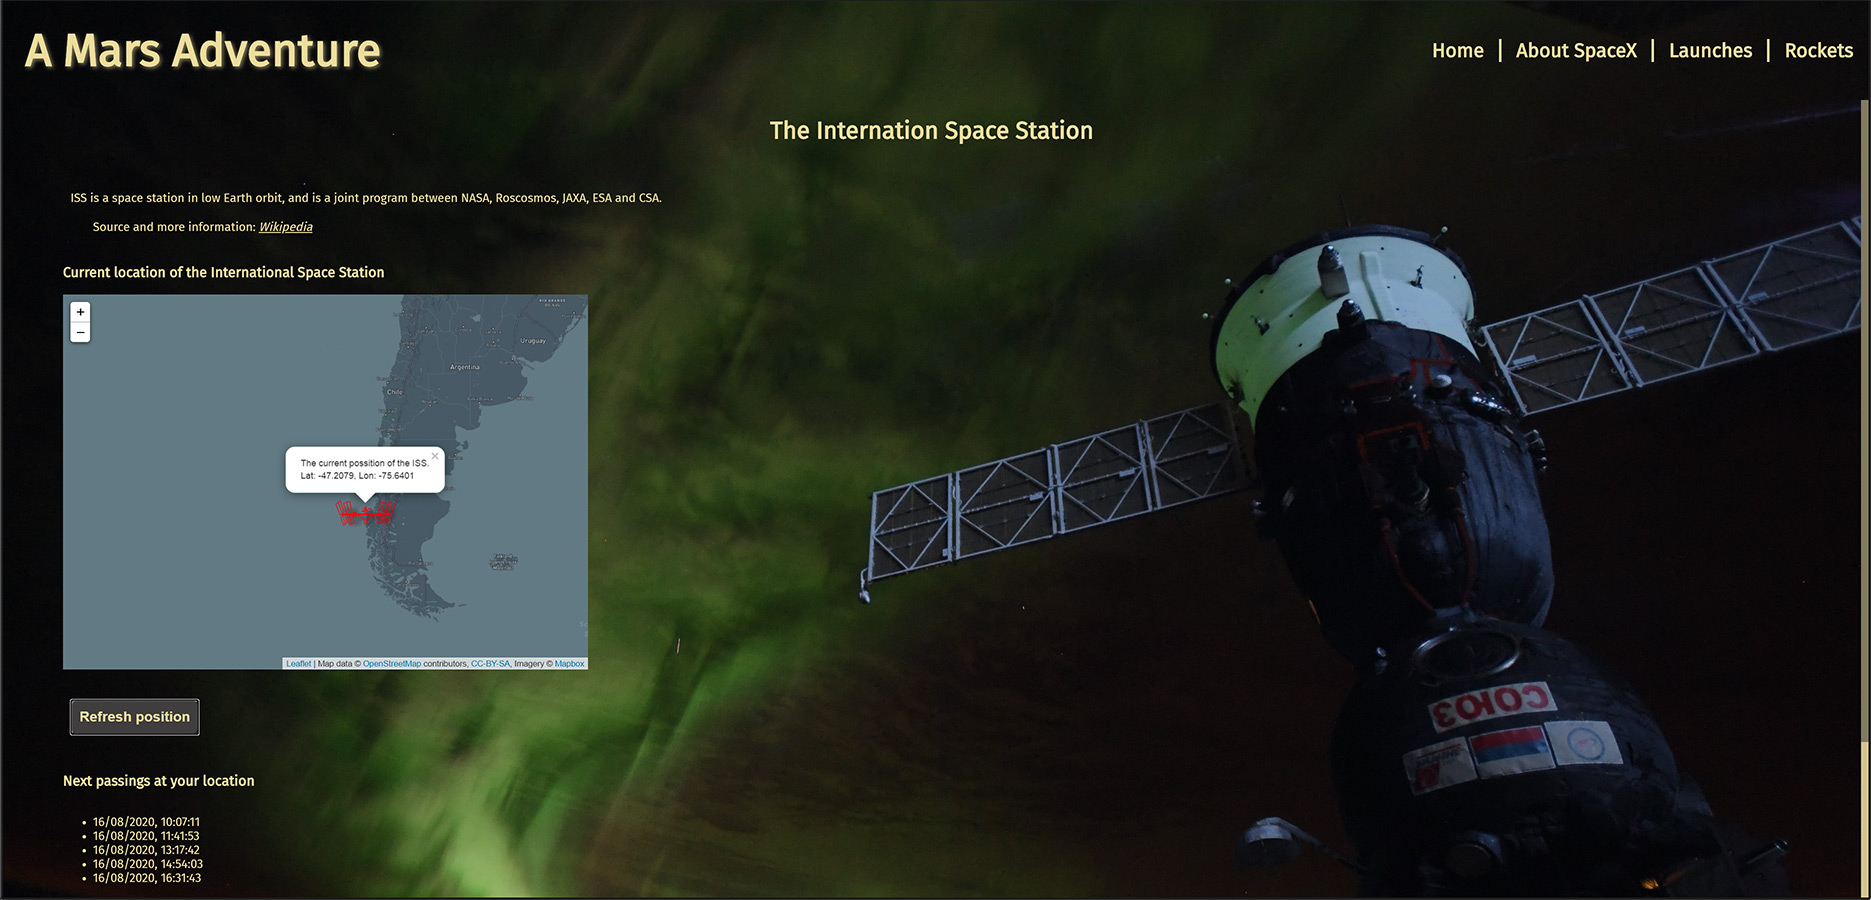 A Mars Adventure
Home | About SpaceX | Launches | Rockets
The Internation Space Station
ISS is a space station in low Earth orbit, and is a joint program between NASA, Roscosmos, JAXA, ESA and CSA.
Source and more information: Wikipedia
Current location of the International Space Station
+
−
Uruguay
Argentina
Chile
The current possition of the ISS.
×
Lat: -47.2079, Lon: -75.6401
Leaflet | Map data © OpenStreetMap contributors, CC-BY-SA, Imagery © Mapbox
Refresh position
Next passings at your location
• 16/08/2020, 10:07:11
• 16/08/2020, 11:41:53
• 16/08/2020, 13:17:42
• 16/08/2020, 14:54:03
• 16/08/2020, 16:31:43
СОЮЗ